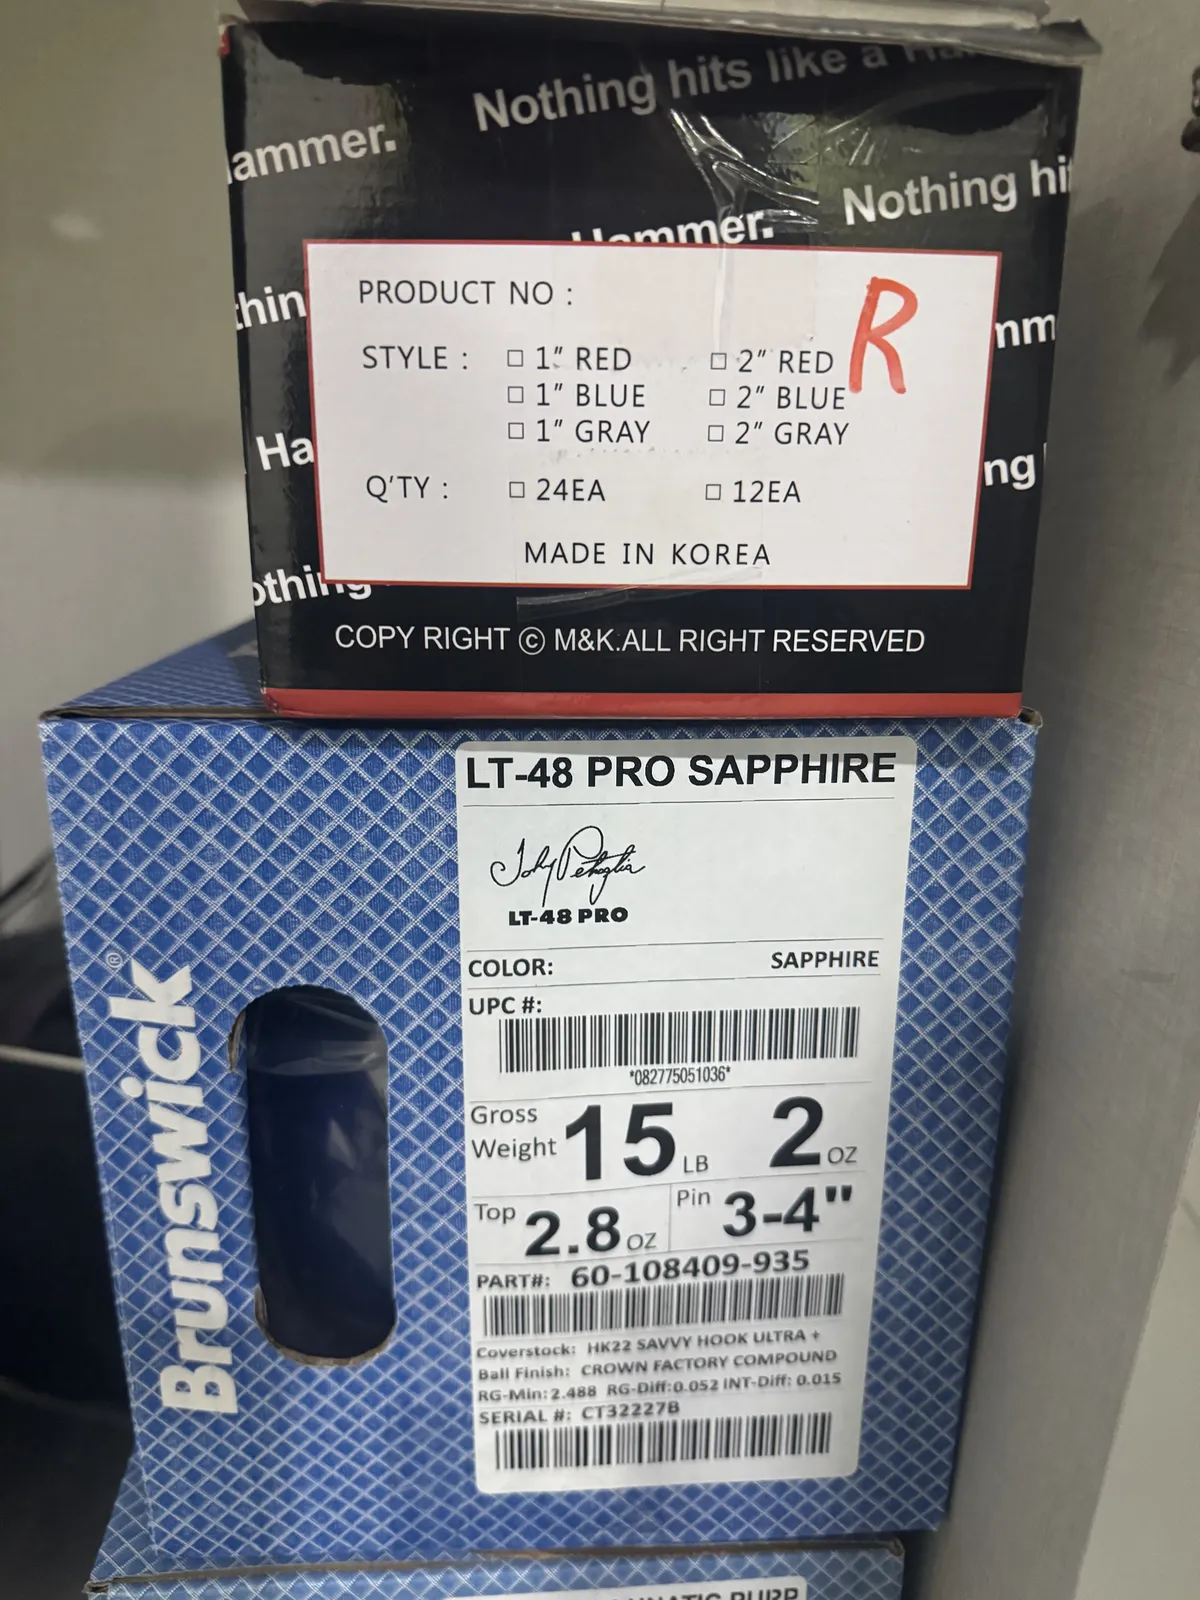 Nothing hits like a
ammer.
Nothing hi
Hammer.
thin
PRODUCT NO :
R
STYLE : □ 1" RED □ 2" RED
□ 1" BLUE □ 2" BLUE
□ 1" GRAY □ 2" GRAY
Ha
ng
Q'TY : □ 24EA □ 12EA
MADE IN KOREA
othing
COPY RIGHT © M&K.ALL RIGHT RESERVED
LT-48 PRO SAPPHIRE
LT-48 PRO
COLOR: SAPPHIRE
UPC #:
*082775051036*
Gross Weight 15 LB 2 OZ
Top 2.8 OZ Pin 3-4"
PART#: 60-108409-935
Coverstock: HK22 SAVVY HOOK ULTRA +
Ball Finish: CROWN FACTORY COMPOUND
RG-Min: 2.488 RG-Diff:0.052 INT-Diff: 0.015
SERIAL #: CT32227B
Brunswick®